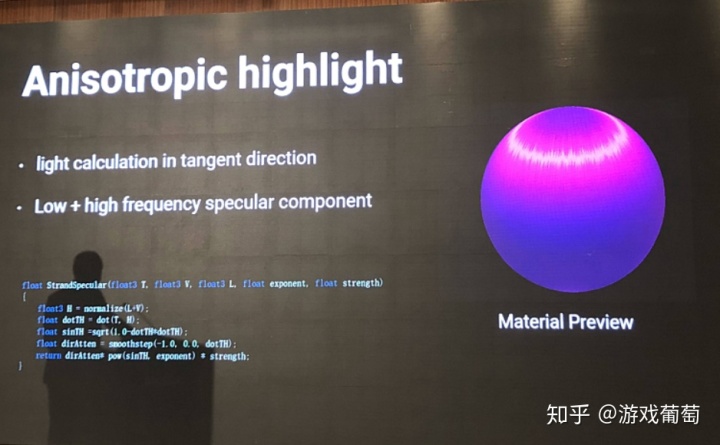 Anisotropic highlight
• light calculation in tangent direction
• Low + high frequency specular component
float StrandSpecular(float3 T, float3 V, float3 L, float exponent, float strength)
{
float3 H = normalize(L+V);
float dotTH = dot(T, H);
float sinTH =sqrt(1.0-dotTH*dotTH);
float dirAtten = smoothstep(-1.0, 0.0, dotTH);
return dirAtten* pow(sinTH, exponent) * strength;
}
Material Preview
知乎 @游戏葡萄